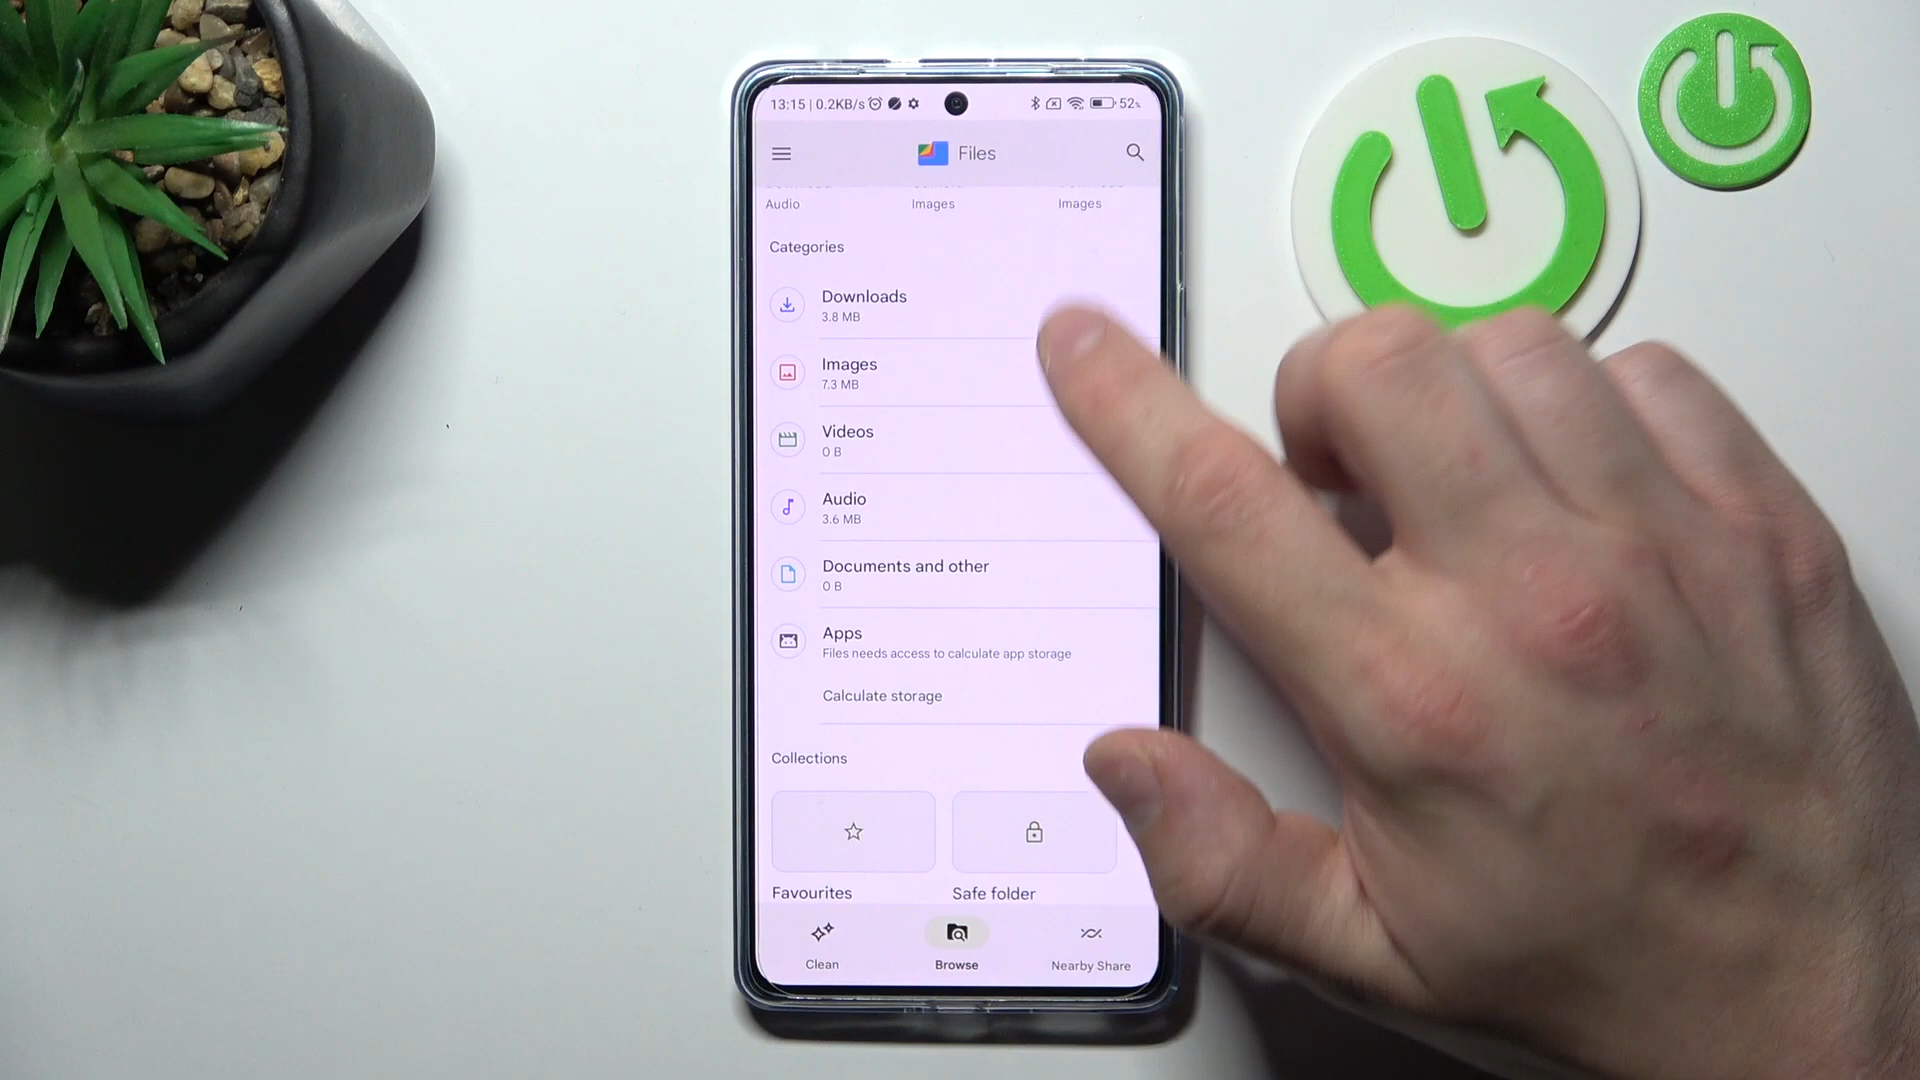 13:15 | 0.2KB/s 52%
Files
Audio Images Images
Categories
Downloads
3.8 MB
Images
7.3 MB
Videos
0 B
Audio
3.6 MB
Documents and other
0 B
Apps
Files needs access to calculate app storage
Calculate storage
Collections
Favourites Safe folder
Clean Browse Nearby Share